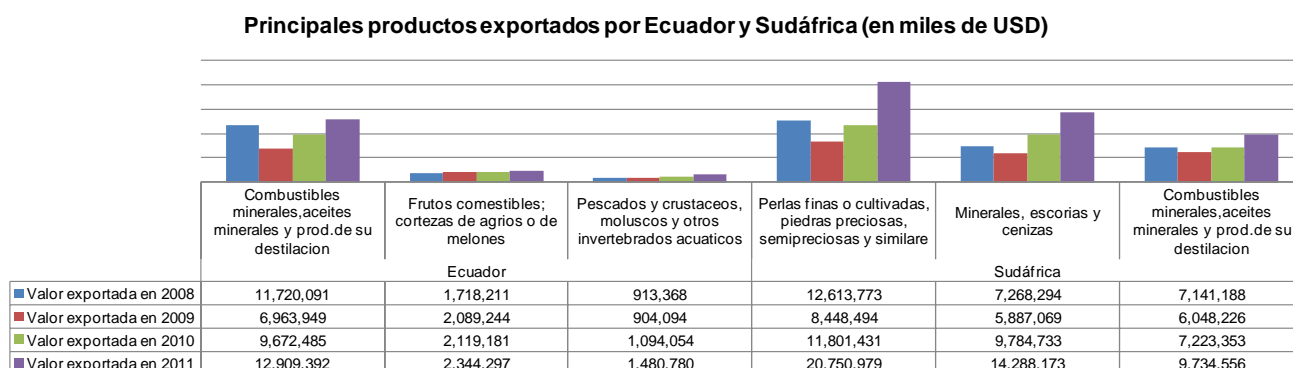 Principales productos exportados por Ecuador y Sudáfrica (en miles de USD)
Combustibles
minerales,aceites
minerales y prod.de su
destilacion
Frutos comestibles;
cortezas de agrios o de
melones
Pescados y crustaceos,
moluscos y otros
invertebrados acuaticos
Perlas finas o cultivadas,
piedras preciosas,
semipreciosas y similare
Minerales, escorias y
cenizas
Combustibles
minerales,aceites
minerales y prod.de su
destilacion
Ecuador
Sudáfrica
Valor exportada en 2008 11,720,091 1,718,211 913,368 12,613,773 7,268,294 7,141,188
Valor exportada en 2009 6,963,949 2,089,244 904,094 8,448,494 5,887,069 6,048,226
Valor exportada en 2010 9,672,485 2,119,181 1,094,054 11,801,431 9,784,733 7,223,353
Valor exportada en 2011 12,909,392 2,344,297 1,480,780 20,750,979 14,288,173 9,734,556